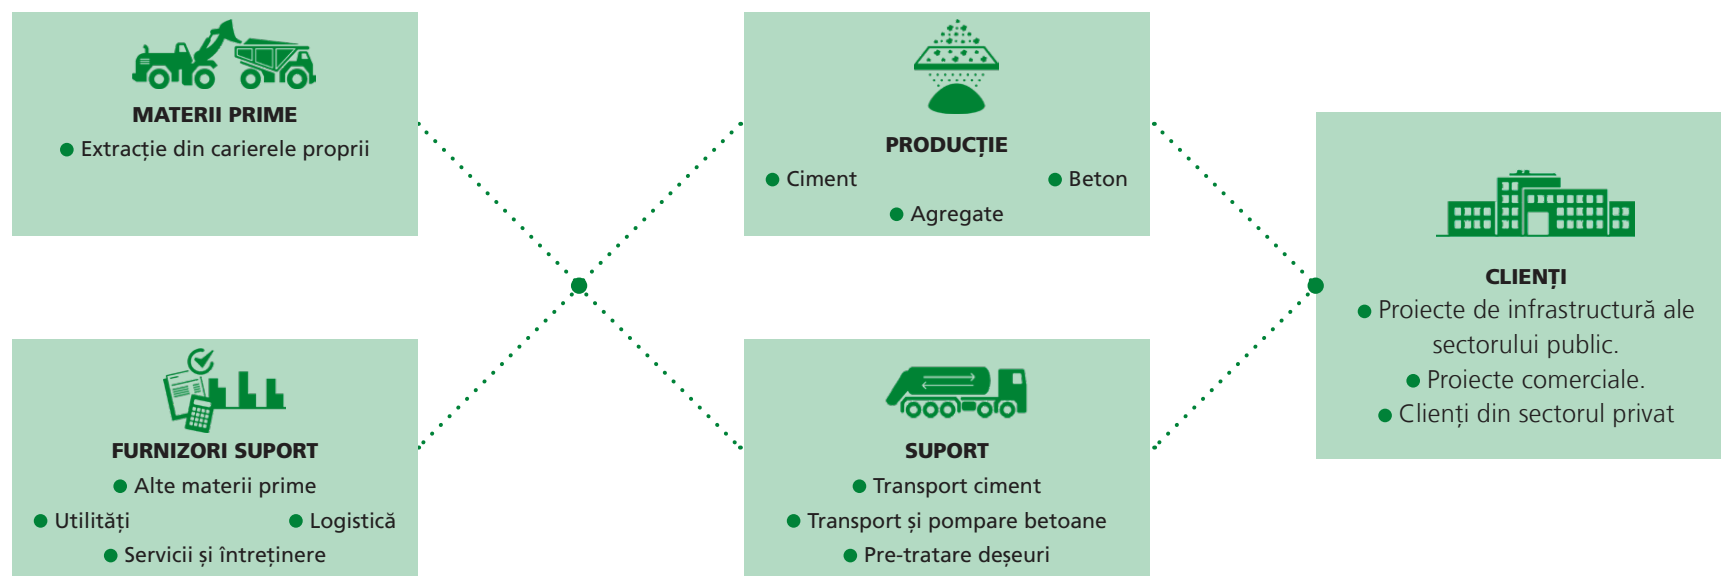 MATERII PRIME
● Extracție din carierele proprii
FURNIZORI SUPORT
● Alte materii prime
● Utilități ● Logistică
● Servicii și întreținere
PRODUCȚIE
● Ciment ● Beton
● Agregate
SUPORT
● Transport ciment
● Transport și pompare betoane
● Pre-tratare deșeuri
CLIENȚI
● Proiecte de infrastructură ale
sectorului public.
● Proiecte comerciale.
● Clienți din sectorul privat